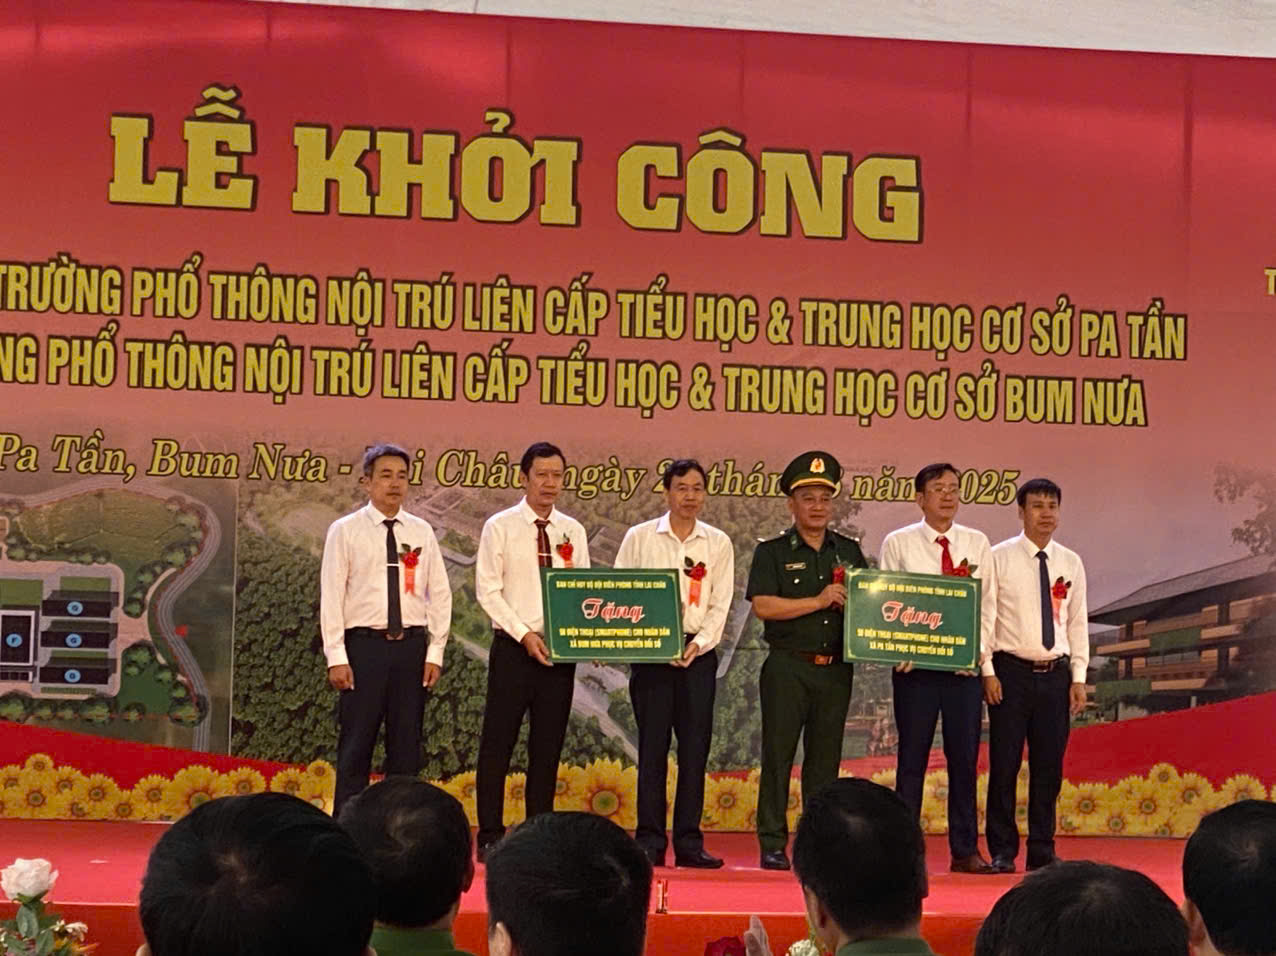 LỄ KHỞI CÔNG
TRƯỜNG PHỔ THÔNG NỘI TRÚ LIÊN CẤP TIỂU HỌC & TRUNG HỌC CƠ SỞ PA TẦN
NG PHỔ THÔNG NỘI TRÚ LIÊN CẤP TIỂU HỌC & TRUNG HỌC CƠ SỞ BUM NƯA
Pa Tần, Bum Nưa - Châu ngày năm 2025
BAN CHỈ HUY BỘ ĐỘI BIÊN PHÒNG TỈNH LAI CHÂU
Tặng
50 ĐIỆN THOẠI (SMARTPHONE) CHO NHÂN DÂN
XÃ BUM NƯA PHỤC VỤ CHUYỂN ĐỔI SỐ
BAN CHỈ HUY BỘ ĐỘI BIÊN PHÒNG TỈNH LAI CHÂU
Tặng
50 ĐIỆN THOẠI (SMARTPHONE) CHO NHÂN DÂN
XÃ PA TẦN PHỤC VỤ CHUYỂN ĐỔI SỐ